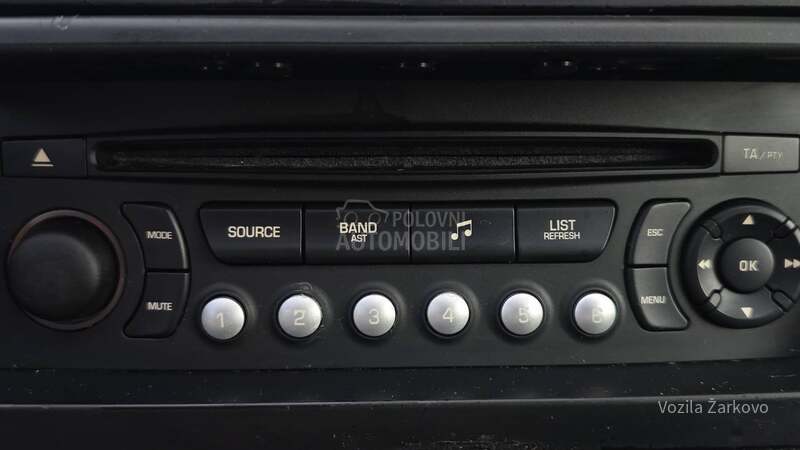 TA/PTY
MODE
SOURCE
BAND
AST
LIST
REFRESH
ESC
OK
MUTE
1
2
3
4
5
6
MENU
POLOVNI
AUTOMOBILI
Vozila Žarkovo